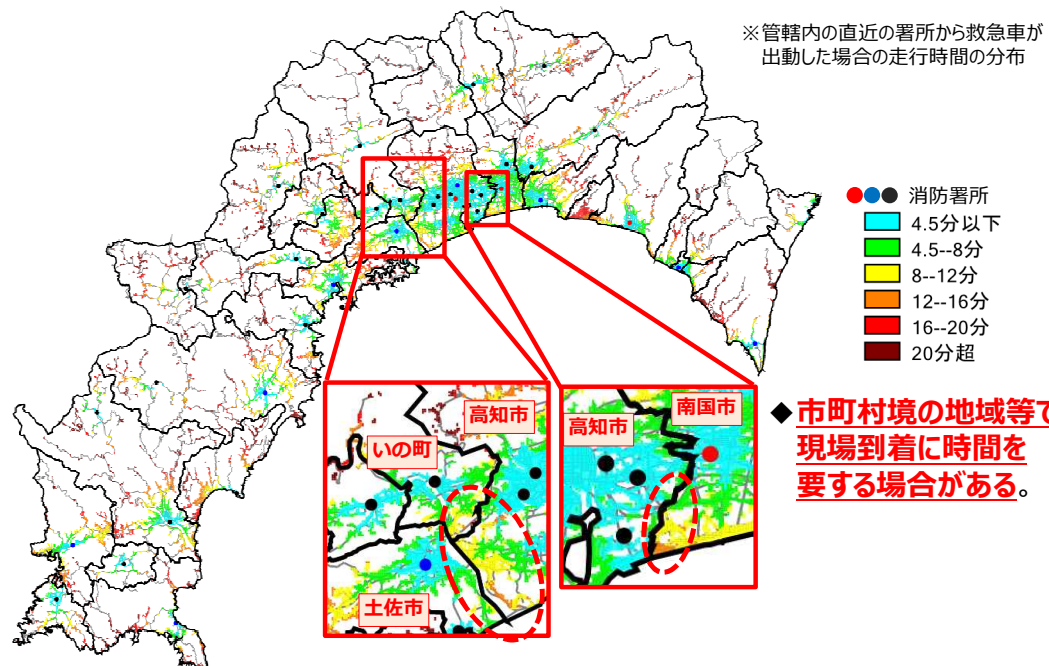 ※管轄内の直近の署所から救急車が
出動した場合の走行時間の分布
消防署所
4.5分以下
4.5--8分
8--12分
12--16分
16--20分
20分超
高知市
いの町
土佐市
南国市
高知市
◆市町村境の地域等で
現場到着に時間を
要する場合がある。